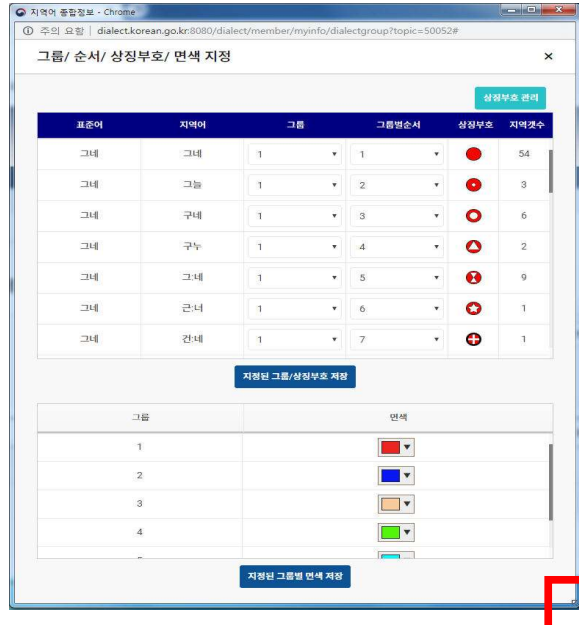 지역어 종합정보 - Chrome
주의 요함 | dialect.korean.go.kr:8080/dialect/member/myinfo/dialectgroup?topic=50052#
그룹/ 순서/ 상징부호/ 면색 지정 ×
상징부호 관리
표준어 지역어 그룹 그룹별순서 상징부호 지역갯수
그네 그네 1 1 54
그네 그늘 1 2 3
그네 구네 1 3 6
그네 구누 1 4 2
그네 그:네 1 5 9
그네 근:너 1 6 1
그네 건:네 1 7 1
지정된 그룹/상징부호 저장
그룹 면색
1
2
3
4
지정된 그룹별 면색 저장